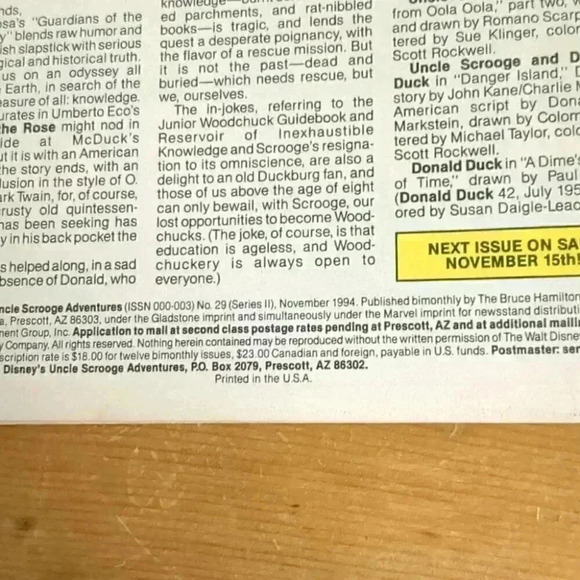 nds,
osa's "Guardians of the
y" blends raw humor and
ish slapstick with serious
gical and historical truth.
us on an odyssey all
Earth, in search of the
easure of all: knowledge.
urates in Umberto Eco's
the Rose might nod in
ide at McDuck's
ut it is with an American
the story ends, with an
lusion in the style of O.
ark Twain, for, of course,
rusty old quintessen-
has been seeking has
y in his back pocket the
s helped along, in a sad
bsence of Donald, who
knowledge
ed parchments, and rat-nibbled
books—is tragic, and lends the
quest a desperate poignancy, with
the flavor of a rescue mission. But
it is not the past—dead and
buried—which needs rescue, but
we, ourselves.
The in-jokes, referring to the
Junior Woodchuck Guidebook and
Reservoir of Inexhaustible
Knowledge and Scrooge's resigna-
tion to its omniscience, are also a
delight to an old Duckburg fan, and
those of us above the age of eight
can only bewail, with Scrooge, our
lost opportunities to become Wood-
chucks. (The joke, of course, is that
education is ageless, and Wood-
chuckery is always open to
everyone.)
from Oola Oola," part two, w
and drawn by Romano Scarp
tered by Sue Klinger, color
Scott Rockwell.
Uncle Scrooge and D
Duck in "Danger Island," D
story by John Kane/Charlie M
American script by Don
Markstein, drawn by Colom
tered by Michael Taylor, colo
Scott Rockwell.
Donald Duck in "A Dime's
of Time," drawn by Paul
(Donald Duck 42, July 195
ored by Susan Daigle-Leac
NEXT ISSUE ON SA
NOVEMBER 15th!
ncle Scrooge Adventures (ISSN 000-003) No. 29 (Series II), November 1994. Published bimonthly by The Bruce Hamilton
a, Prescott, AZ 86303, under the Gladstone imprint and simultaneously under the Marvel imprint for newsstand distributi
nent Group, Inc. Application to mail at second class postage rates pending at Prescott, AZ and at additional mailin
y Company. All rights reserved. Nothing herein contained may be reproduced without the written permission of The Walt Disney
scription rate is $18.00 for twelve bimonthly issues, $23.00 Canadian and foreign, payable in U.S. funds. Postmaster: ser
Disney's Uncle Scrooge Adventures, P.O. Box 2079, Prescott, AZ 86302.
Printed in the U.S.A.